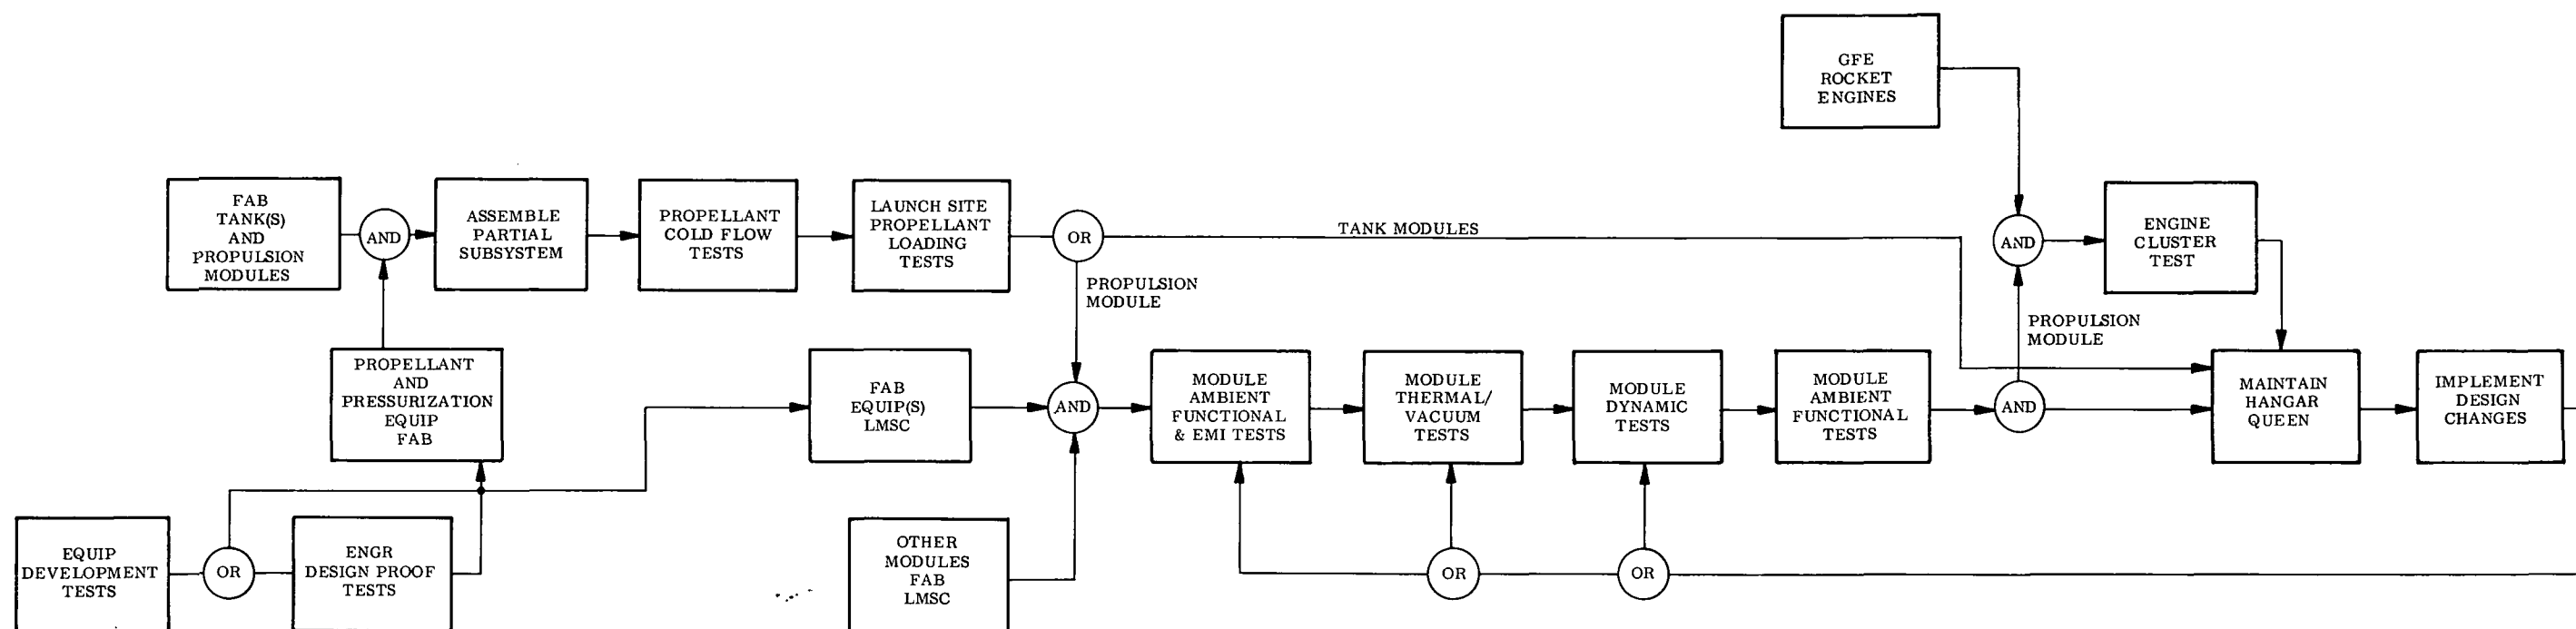 GFE
ROCKET
ENGINES
FAB
TANK(S)
AND
PROPULSION
MODULES
AND
ASSEMBLE
PARTIAL
SUBSYSTEM
PROPELLANT
COLD FLOW
TESTS
LAUNCH SITE
PROPELLANT
LOADING
TESTS
OR
TANK MODULES
PROPULSION
MODULE
AND
ENGINE
CLUSTER
TEST
PROPULSION
MODULE
PROPELLANT
AND
PRESSURIZATION
EQUIP
FAB
FAB
EQUIP(S)
LMSC
AND
MODULE
AMBIENT
FUNCTIONAL
& EMI TESTS
MODULE
THERMAL/
VACUUM
TESTS
MODULE
DYNAMIC
TESTS
MODULE
AMBIENT
FUNCTIONAL
TESTS
AND
MAINTAIN
HANGAR
QUEEN
IMPLEMENT
DESIGN
CHANGES
EQUIP
DEVELOPMENT
TESTS
OR
ENGR
DESIGN PROOF
TESTS
OTHER
MODULES
FAB
LMSC
OR
OR